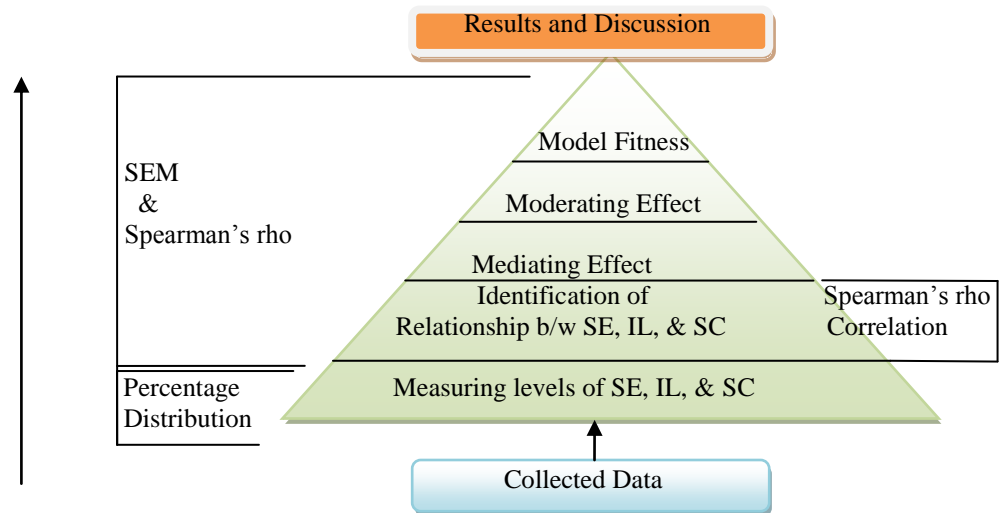 Results and Discussion
Model Fitness
SEM
&
Spearman's rho
Moderating Effect
Mediating Effect
Identification of
Relationship b/w SE, IL, & SC
Spearman's rho
Correlation
Percentage
Distribution
Measuring levels of SE, IL, & SC
Collected Data